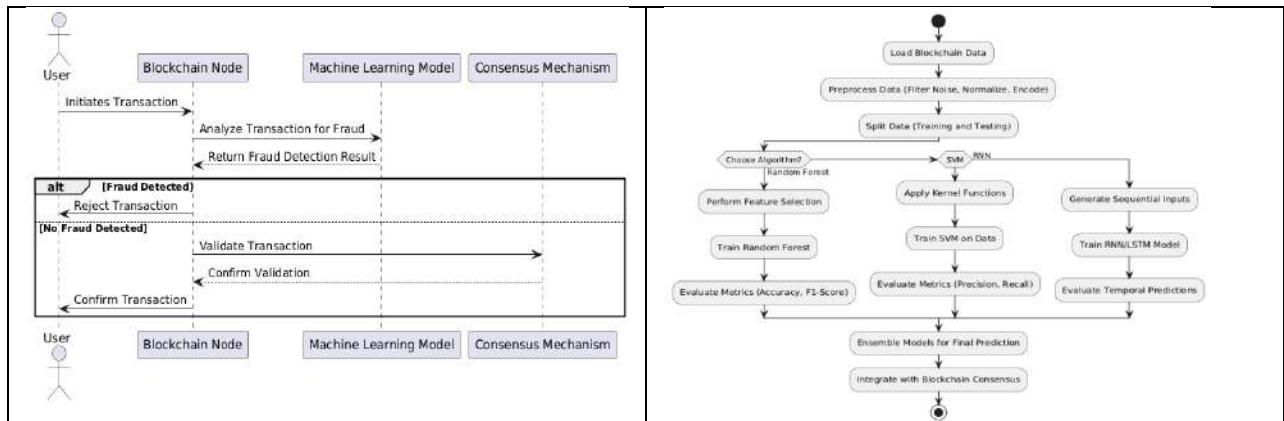 User
Blockchain Node
Machine Learning Model
Consensus Mechanism
Initiates Transaction
Analyze Transaction for Fraud
Return Fraud Detection Result
alt
[Fraud Detected]
Reject Transaction
[No Fraud Detected]
Validate Transaction
Confirm Validation
Confirm Transaction
User
Blockchain Node
Machine Learning Model
Consensus Mechanism
Load Blockchain Data
Preprocess Data (Filter Noise, Normalize, Encode)
Split Data (Training and Testing)
Choose Algorithm?
Random Forest
SVM
RNN
Perform Feature Selection
Apply Kernel Functions
Generate Sequential Inputs
Train Random Forest
Train SVM on Data
Train RNN/LSTM Model
Evaluate Metrics (Accuracy, F1-Score)
Evaluate Metrics (Precision, Recall)
Evaluate Temporal Predictions
Ensemble Models for Final Prediction
Integrate with Blockchain Consensus